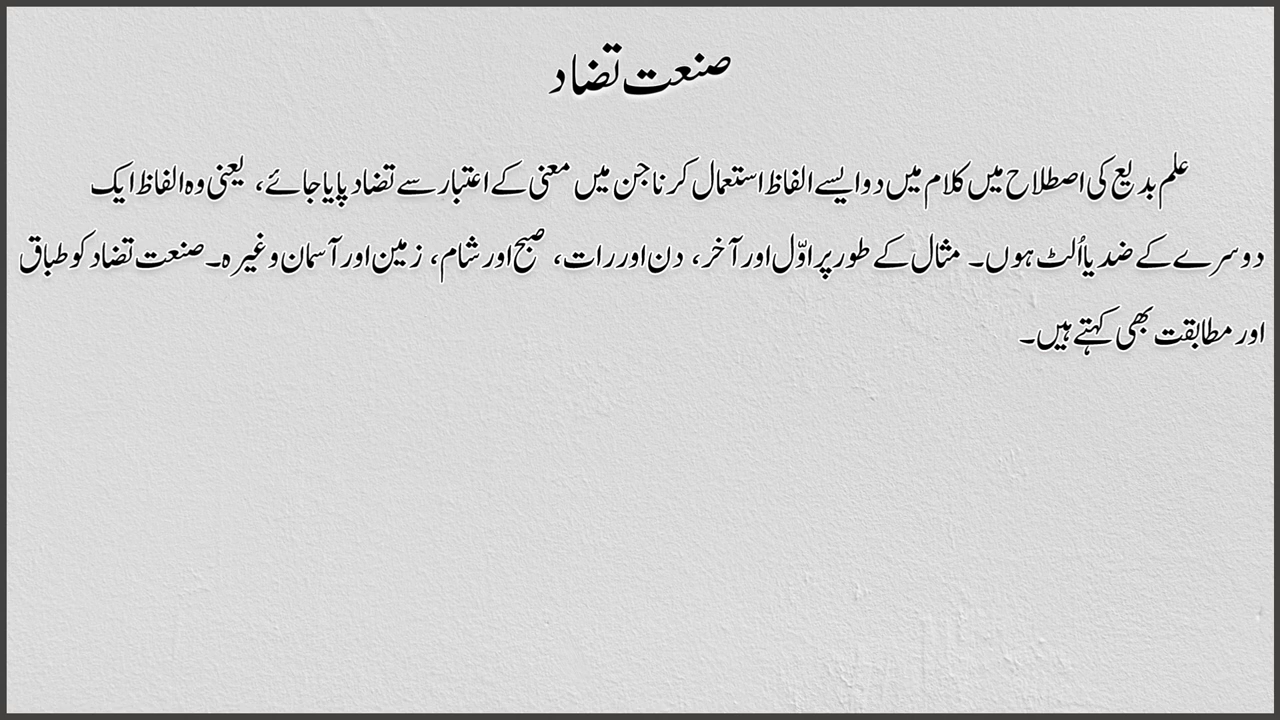 صنعت تضاد
علم بدیع کی اصطلاح میں کلام میں دو ایسے الفاظ استعمال کرنا جن میں معنی کے اعتبار سے تضاد پایا جائے، یعنی وہ الفاظ ایک
دوسرے کے ضد یا اُلٹ ہوں۔ مثال کے طور پر اوّل اور آخر، دن اور رات، صبح اور شام، زمین اور آسمان وغیرہ۔ صنعت تضاد کو طباق
اور مطابقت بھی کہتے ہیں۔